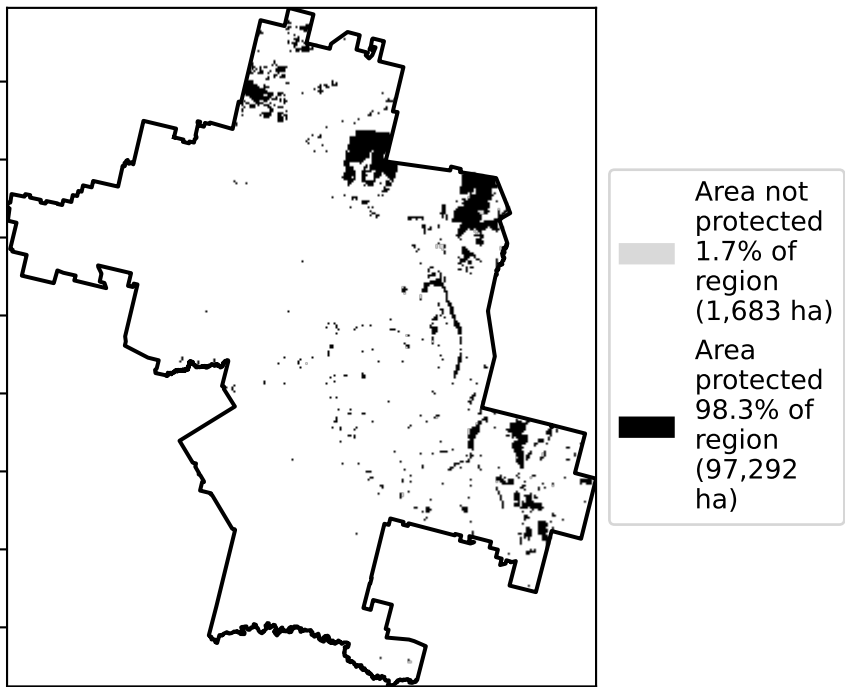 Area not
protected
1.7% of
region
(1,683 ha)
Area
protected
98.3% of
region
(97,292
ha)